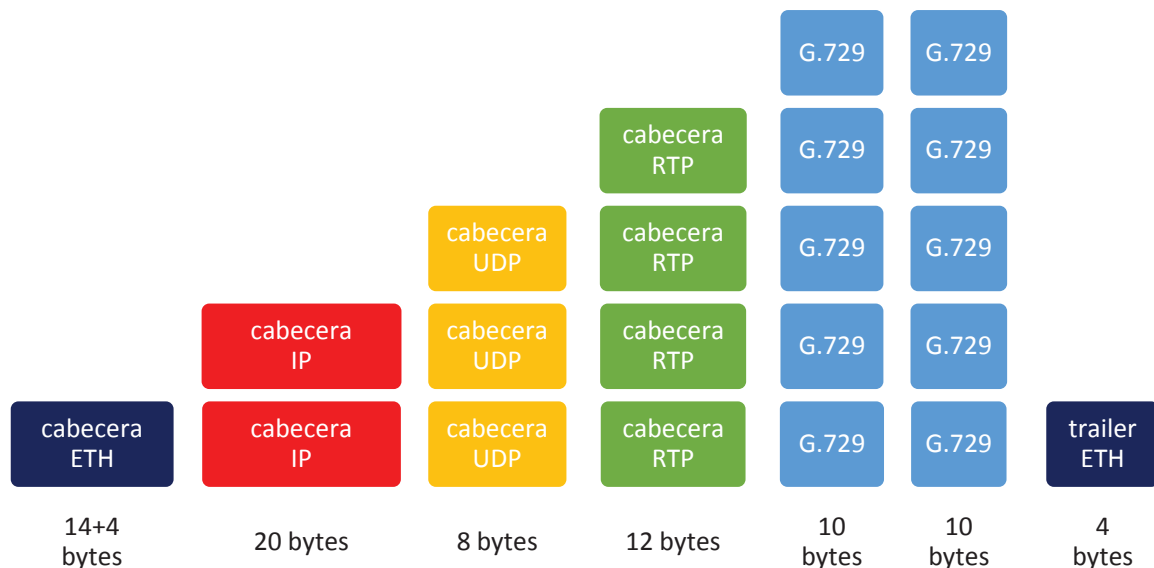 G.729 G.729
cabecera
RTP
G.729 G.729
cabecera
UDP
cabecera
RTP
G.729 G.729
cabecera
IP
cabecera
UDP
cabecera
RTP
G.729 G.729
cabecera
ETH
cabecera
IP
cabecera
UDP
cabecera
RTP
G.729 G.729
trailer
ETH
14+4
bytes
20 bytes
8 bytes
12 bytes
10
bytes
10
bytes
4
bytes